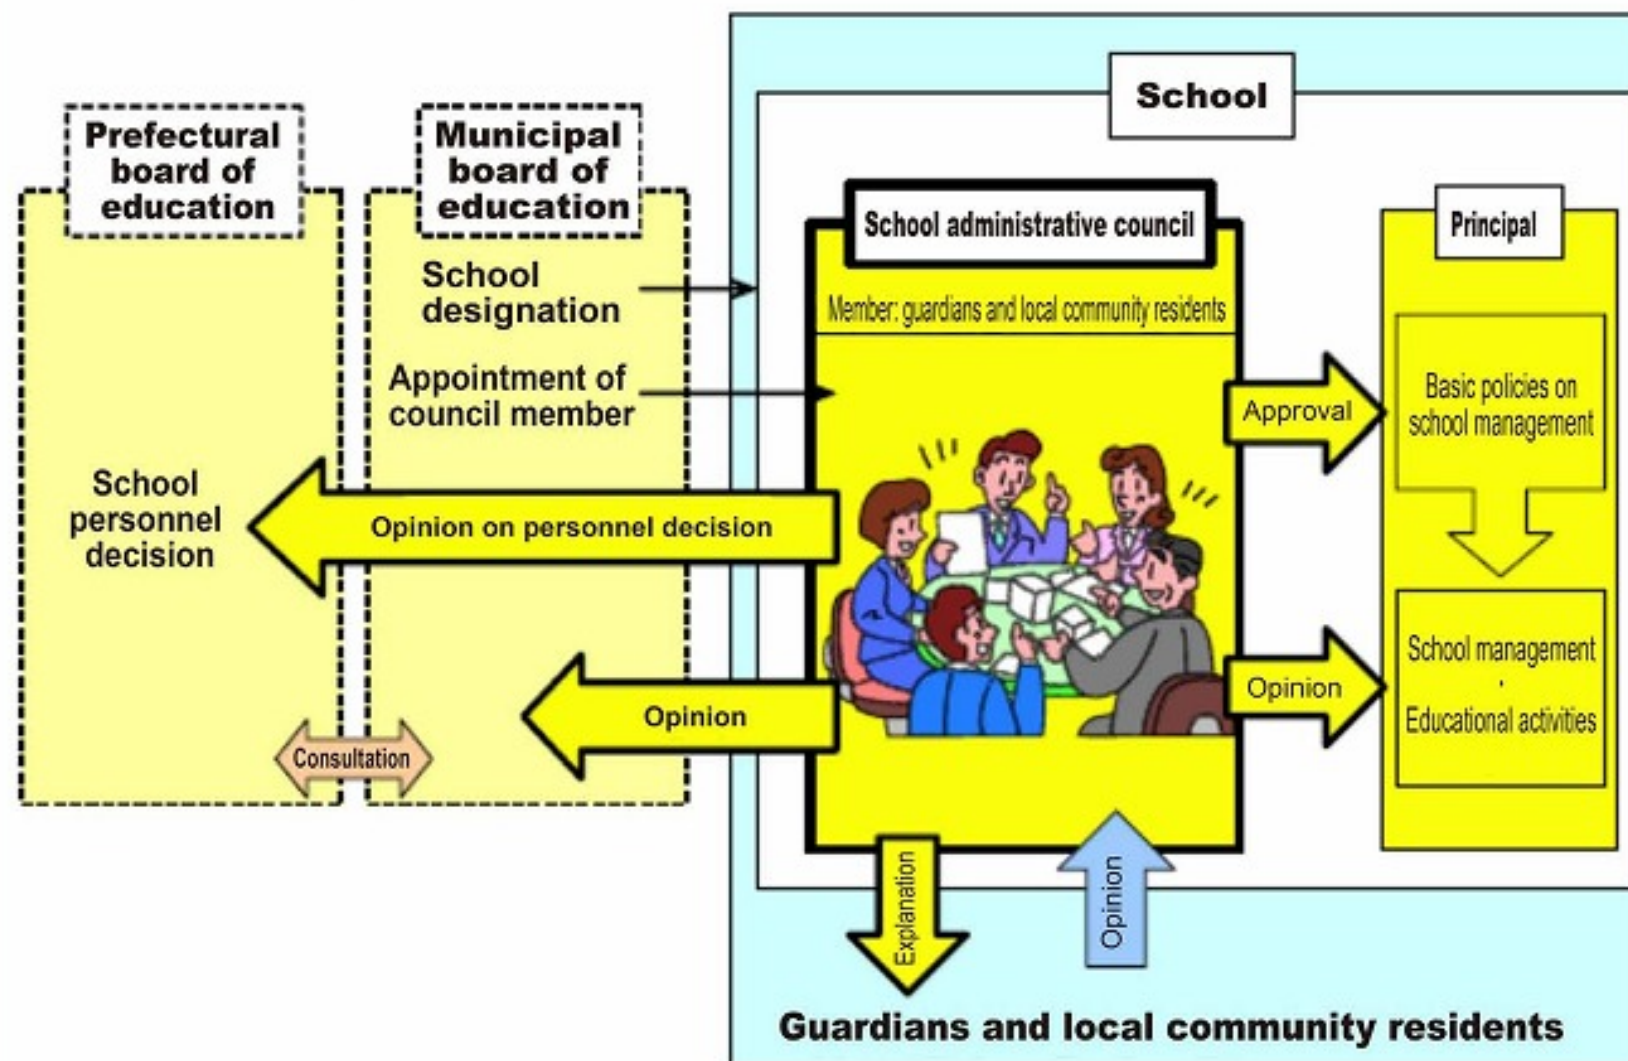 School
Prefectural
board of
education
Municipal
board of
education
School administrative council
Principal
School
designation
Member: guardians and local community residents
Appointment of
council member
Approval
Basic policies on
school management
School
personnel
decision
Opinion on personnel decision
School management
・
Educational activities
Opinion
Opinion
Consultation
Explanation
Opinion
Guardians and local community residents